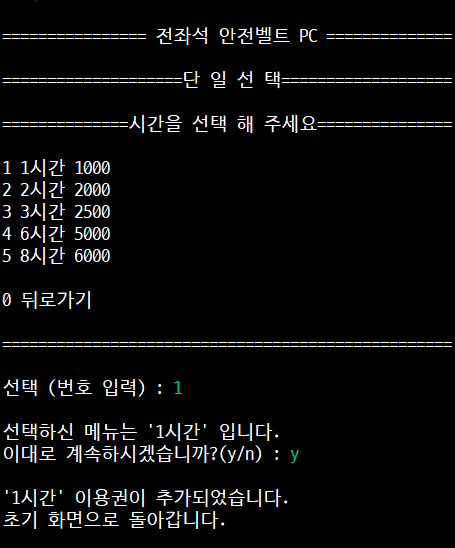 ================ 전좌석 안전벨트 PC ==============
====================단 일 선 택===================
==============시간을 선택 해 주세요===============
1 1시간 1000
2 2시간 2000
3 3시간 2500
4 6시간 5000
5 8시간 6000
0 뒤로가기
==================================================
선택 (번호 입력) : 1
선택하신 메뉴는 '1시간' 입니다.
이대로 계속하시겠습니까?(y/n) : y
'1시간' 이용권이 추가되었습니다.
초기 화면으로 돌아갑니다.